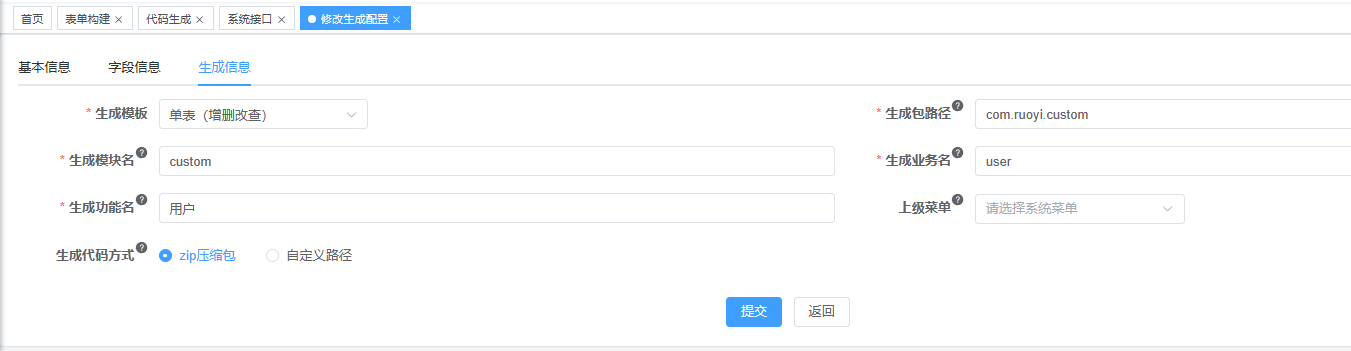 首页 表单构建 × 代码生成 × 系统接口 × 修改生成配置 ×
基本信息 字段信息 生成信息
* 生成模板 单表（增删改查） * 生成包路径 ? com.ruoyi.custom
* 生成模块名 ? custom * 生成业务名 ? user
* 生成功能名 ? 用户 上级菜单 ? 请选择系统菜单
生成代码方式 ? zip压缩包 自定义路径
提交 返回